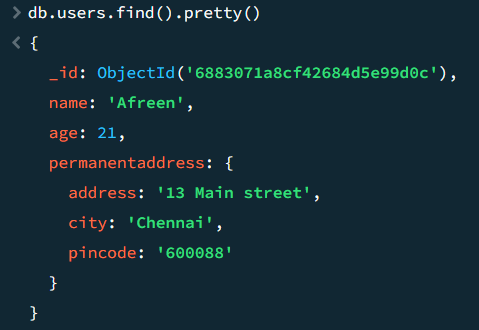 > db.users.find().pretty()
< {
_id: ObjectId('6883071a8cf42684d5e99d0c'),
name: 'Afreen',
age: 21,
permanentaddress: {
address: '13 Main street',
city: 'Chennai',
pincode: '600088'
}
}